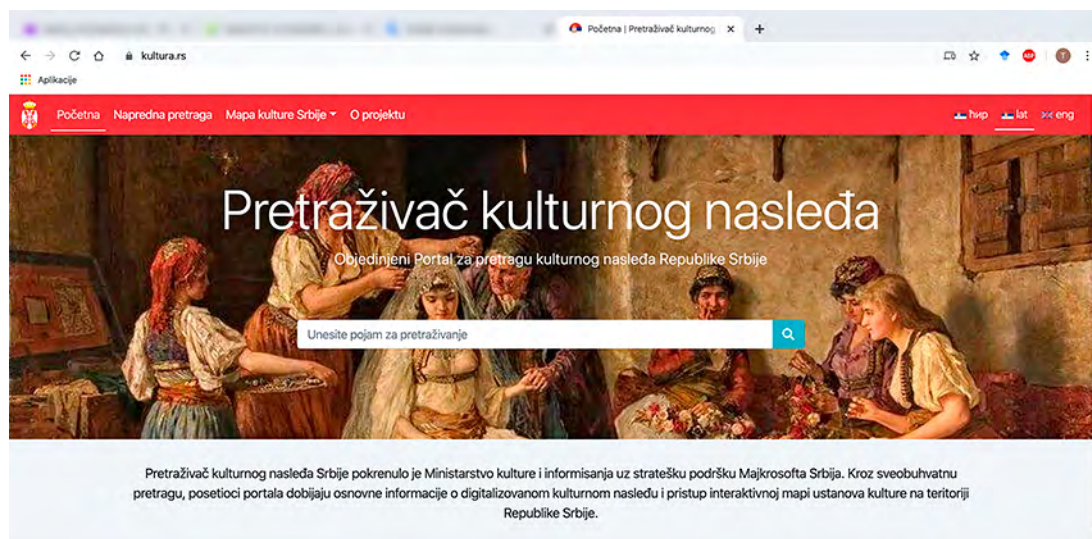 Početna | Pretraživač kulturnog
kultura.rs
Aplikacije
Početna Napredna pretraga Mapa kulture Srbije O projektu ћир lat eng
Pretraživač kulturnog nasleđa
Objedinjeni Portal za pretragu kulturnog nasleđa Republike Srbije
Unesite pojam za pretraživanje
Pretraživač kulturnog nasleđa Srbije pokrenulo je Ministarstvo kulture i informisanja uz stratešku podršku Majkrosofta Srbija. Kroz sveobuhvatnu
pretragu, posetioci portala dobijaju osnovne informacije o digitalizovanom kulturnom nasleđu i pristup interaktivnoj mapi ustanova kulture na teritoriji
Republike Srbije.